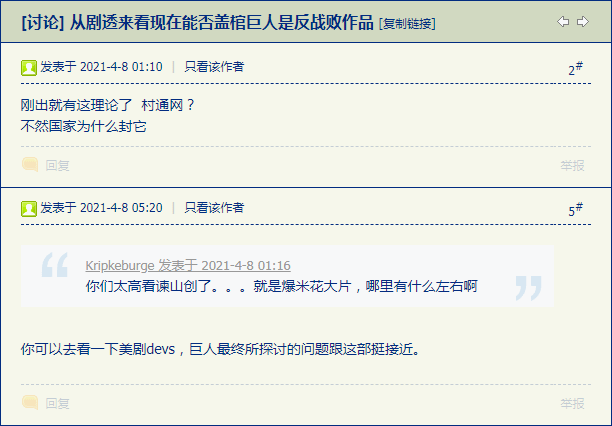 [讨论] 从剧透来看现在能否盖棺巨人是反战败作品 [复制链接]
发表于 2021-4-8 01:10 | 只看该作者
2#
刚出就有这理论了 村通网？
不然国家为什么封它
回复 举报
发表于 2021-4-8 05:20 | 只看该作者
5#
Kripkeburge 发表于 2021-4-8 01:16
你们太高看谏山创了。。。就是爆米花大片，哪里有什么左右啊
你可以去看一下美剧devs，巨人最终所探讨的问题跟这部挺接近。
回复 举报